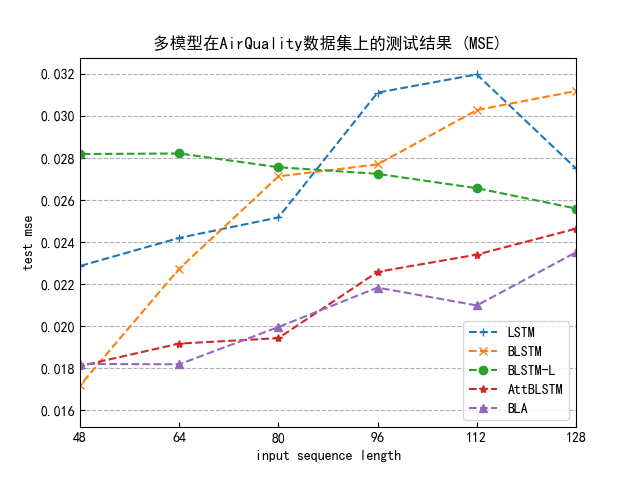 多模型在AirQuality数据集上的测试结果 (MSE)
0.032
0.030
0.028
0.026
0.024
0.022
0.020
0.018
0.016
test mse
48 64 80 96 112 128
input sequence length
LSTM
BLSTM
BLSTM-L
AttBLSTM
BLA